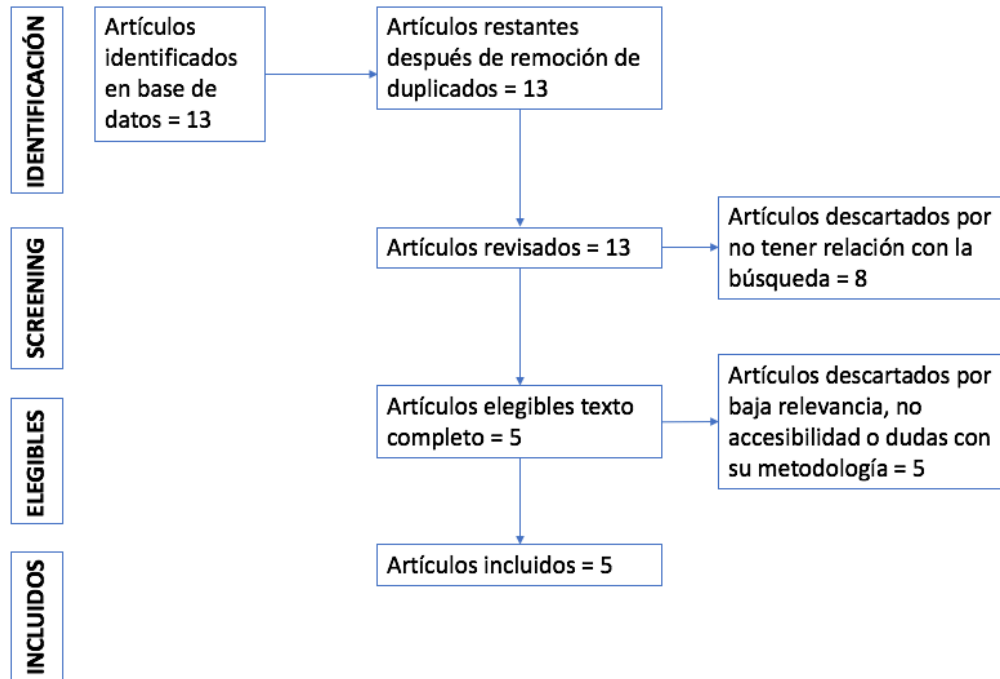 IDENTIFICACIÓN
Artículos
identificados
en base de
datos = 13
Artículos restantes
después de remoción de
duplicados = 13
SCREENING
Artículos revisados = 13
Artículos descartados por
no tener relación con la
búsqueda = 8
ELEGIBLES
Artículos elegibles texto
completo = 5
Artículos descartados por
baja relevancia, no
accesibilidad o dudas con
su metodología = 5
INCLUIDOS
Artículos incluidos = 5